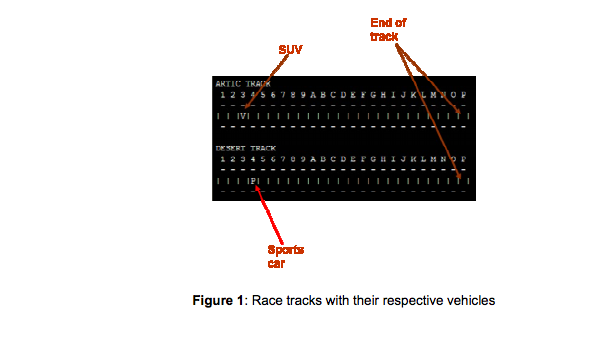 End of
track
SUV
ARTIC TRACK
1 2 3 4 5 6 7 8 9 A B C D E F G H I J K L M N O P
| | |V| | | | | | | | | | | | | | | | | | | | | |
DESERT TRACK
1 2 3 4 5 6 7 8 9 A B C D E F G H I J K L M N O P
| | | |P| | | | | | | | | | | | | | | | | | | | |
Sports
car
Figure 1: Race tracks with their respective vehicles